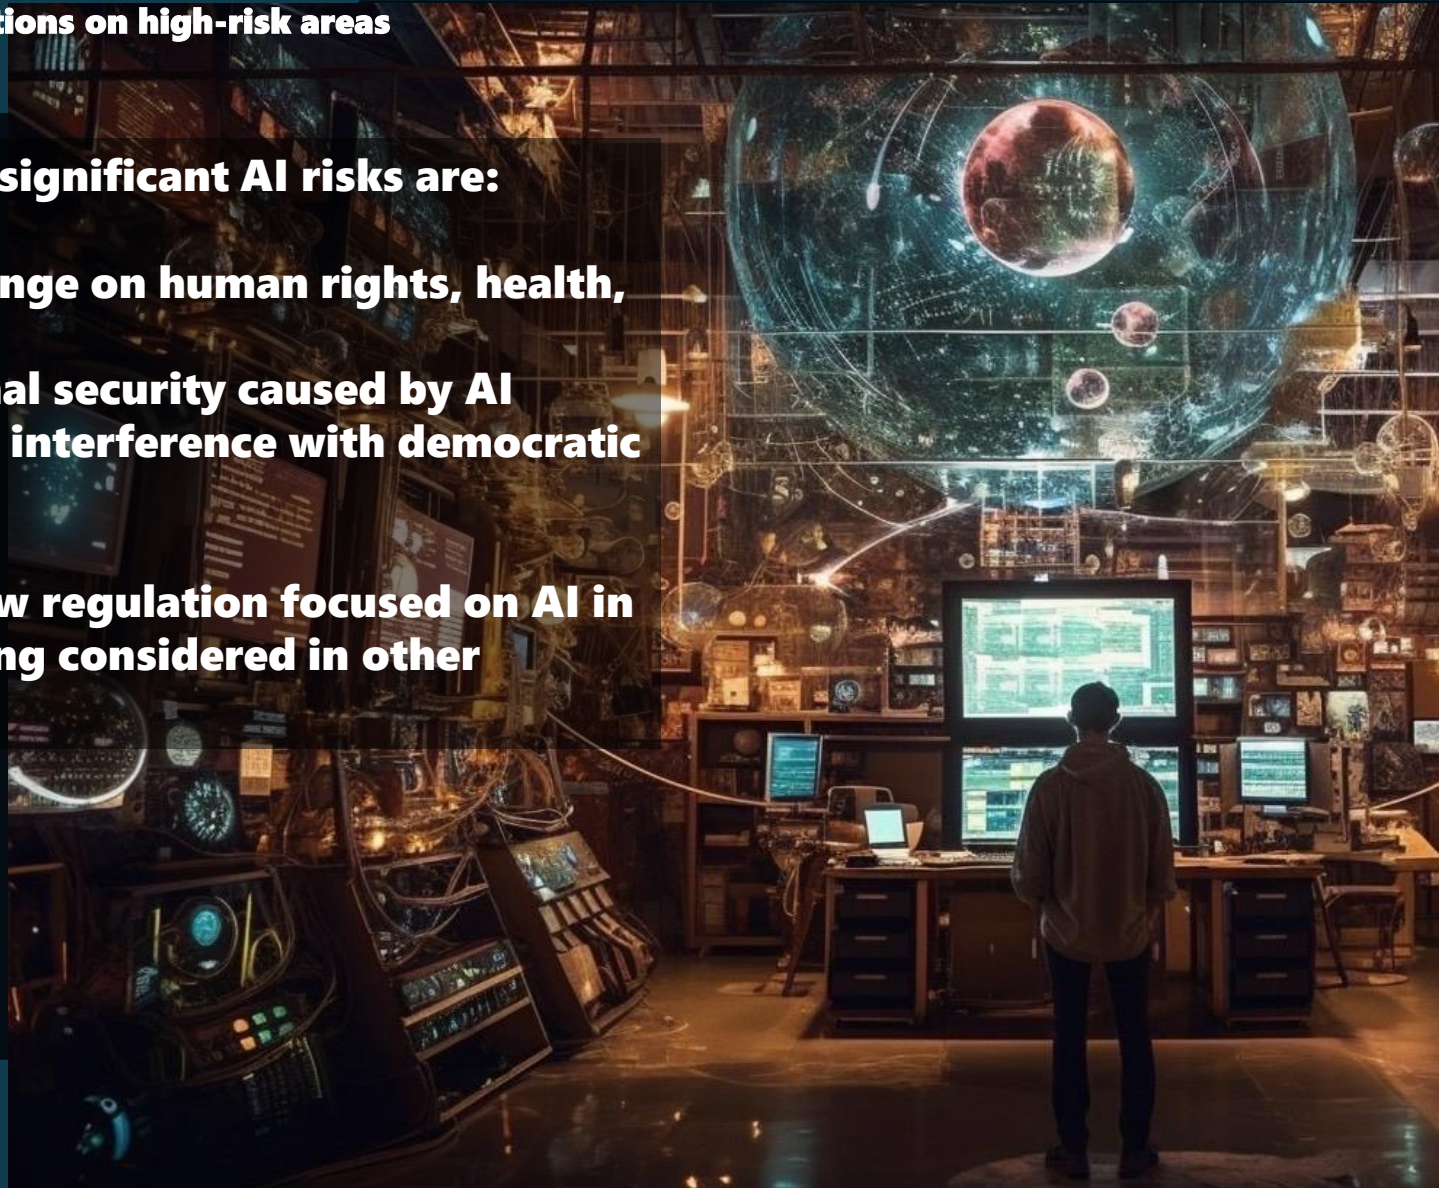 tions on high-risk areas
significant AI risks are:
nge on human rights, health,
al security caused by AI
interference with democratic
w regulation focused on AI in
ng considered in other